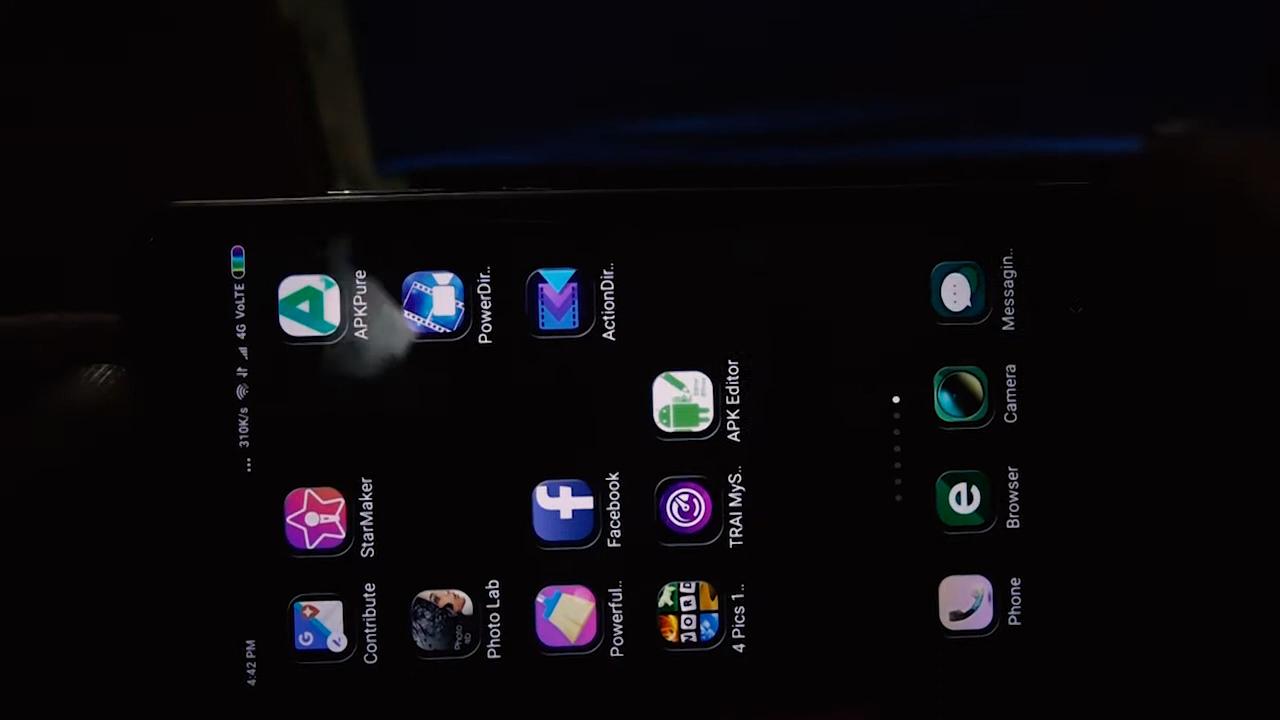 4:42 PM ... 310K/s 4G VoLTE
Contribute StarMaker APKPure
Photo Lab PowerDir..
Powerful.. Facebook ActionDir..
4 Pics 1.. TRAI MyS.. APK Editor
Phone Browser Camera Messagin..